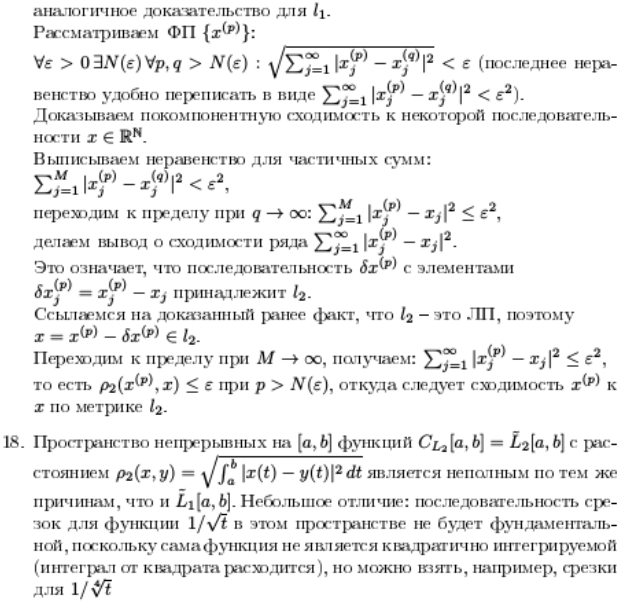 аналогичное доказательство для l₁.
Рассматриваем ФП {x⁽ᵖ⁾}:
∀ε > 0 ∃N(ε) ∀p, q > N(ε) : √(∑_{j=1}^{∞} |x_j^{(p)} − x_j^{(q)}|²) < ε (последнее нера-
венство удобно переписать в виде ∑_{j=1}^{∞} |x_j^{(p)} − x_j^{(q)}|² < ε²).
Доказываем покомпонентную сходимость к некоторой последователь-
ности x ∈ ℝ^ℕ.
Выписываем неравенство для частичных сумм:
∑_{j=1}^{M} |x_j^{(p)} − x_j^{(q)}|² < ε²,
переходим к пределу при q → ∞: ∑_{j=1}^{M} |x_j^{(p)} − x_j|² ≤ ε²,
делаем вывод о сходимости ряда ∑_{j=1}^{∞} |x_j^{(p)} − x_j|².
Это означает, что последовательность δx^{(p)} с элементами
δx_j^{(p)} = x_j^{(p)} − x_j принадлежит l₂.
Ссылаемся на доказанный ранее факт, что l₂ – это ЛП, поэтому
x = x^{(p)} − δx^{(p)} ∈ l₂.
Переходим к пределу при M → ∞, получаем: ∑_{j=1}^{∞} |x_j^{(p)} − x_j|² ≤ ε²,
то есть ρ₂(x^{(p)}, x) ≤ ε при p > N(ε), откуда следует сходимость x^{(p)} к
x по метрике l₂.
18. Пространство непрерывных на [a, b] функций C_{L₂}[a, b] = L̃₂[a, b] с рас-
стоянием ρ₂(x, y) = √(∫_a^b |x(t) − y(t)|² dt) является неполным по тем же
причинам, что и L̃₁[a, b]. Небольшое отличие: последовательность сре-
зок для функции 1/√t в этом пространстве не будет фундаменталь-
ной, поскольку сама функция не является квадратично интегрируемой
(интеграл от квадрата расходится), но можно взять, например, срезки
для 1/∜t